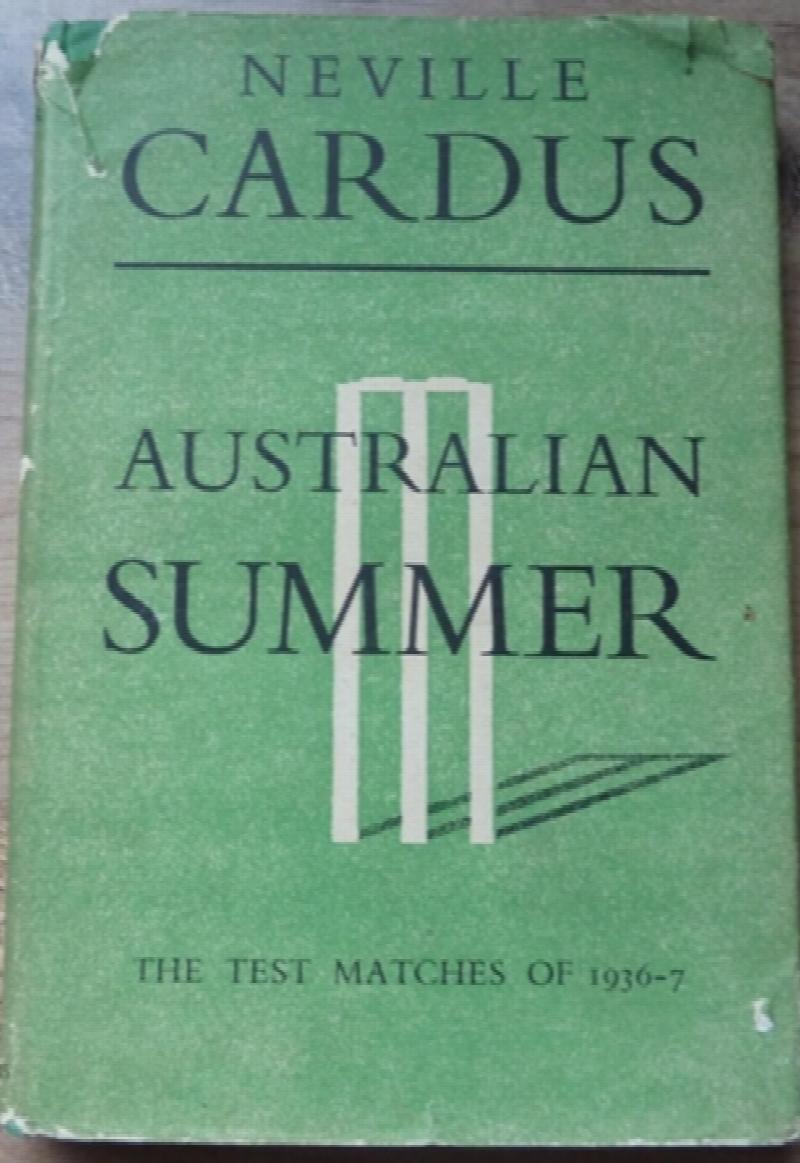 NEVILLE
CARDUS
AUSTRALIAN
SUMMER
THE TEST MATCHES OF 1936-7